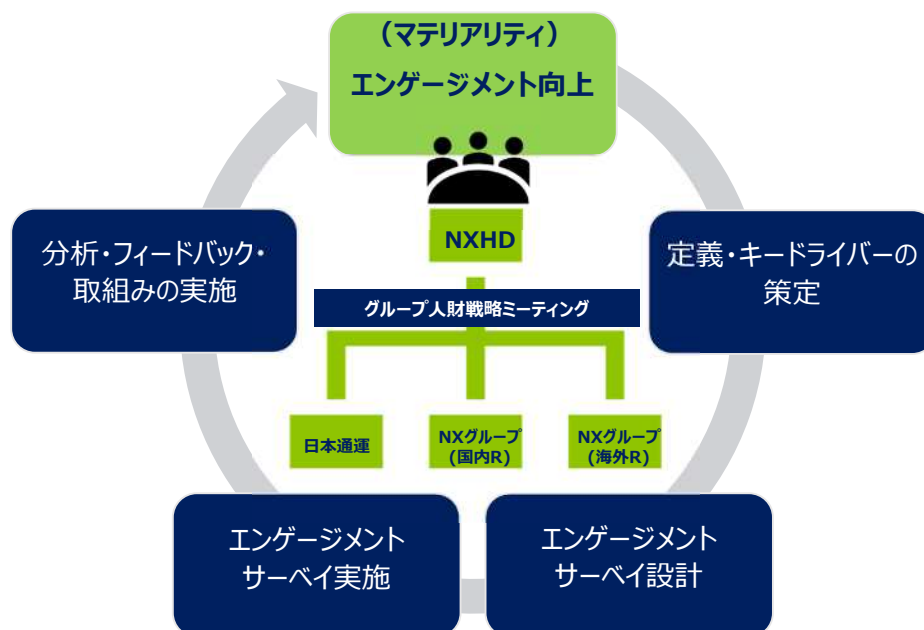 （マテリアリティ）
エンゲージメント向上
NXHD
グループ人財戦略ミーティング
日本通運
NXグループ
(国内R)
NXグループ
(海外R)
定義・キードライバーの
策定
エンゲージメント
サーベイ設計
エンゲージメント
サーベイ実施
分析・フィードバック・
取組みの実施